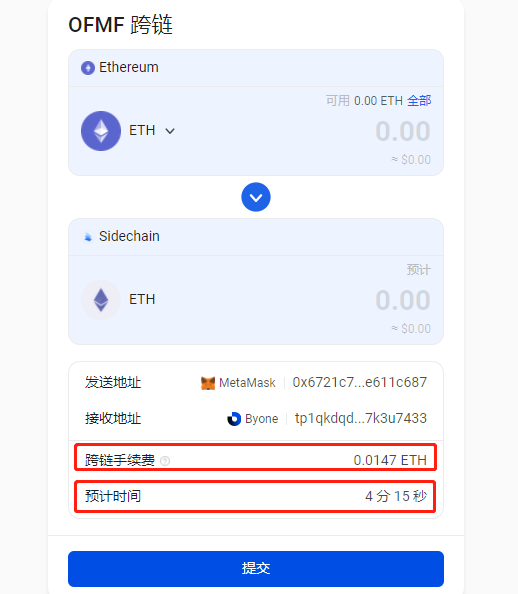 OFMF 跨链
Ethereum
可用 0.00 ETH 全部
ETH
0.00
≈ $0.00
Sidechain
预计
ETH
0.00
≈ $0.00
发送地址 MetaMask 0x6721c7...e611c687
接收地址 Byone tp1qkdqd...7k3u7433
跨链手续费 0.0147 ETH
预计时间 4 分 15 秒
提交